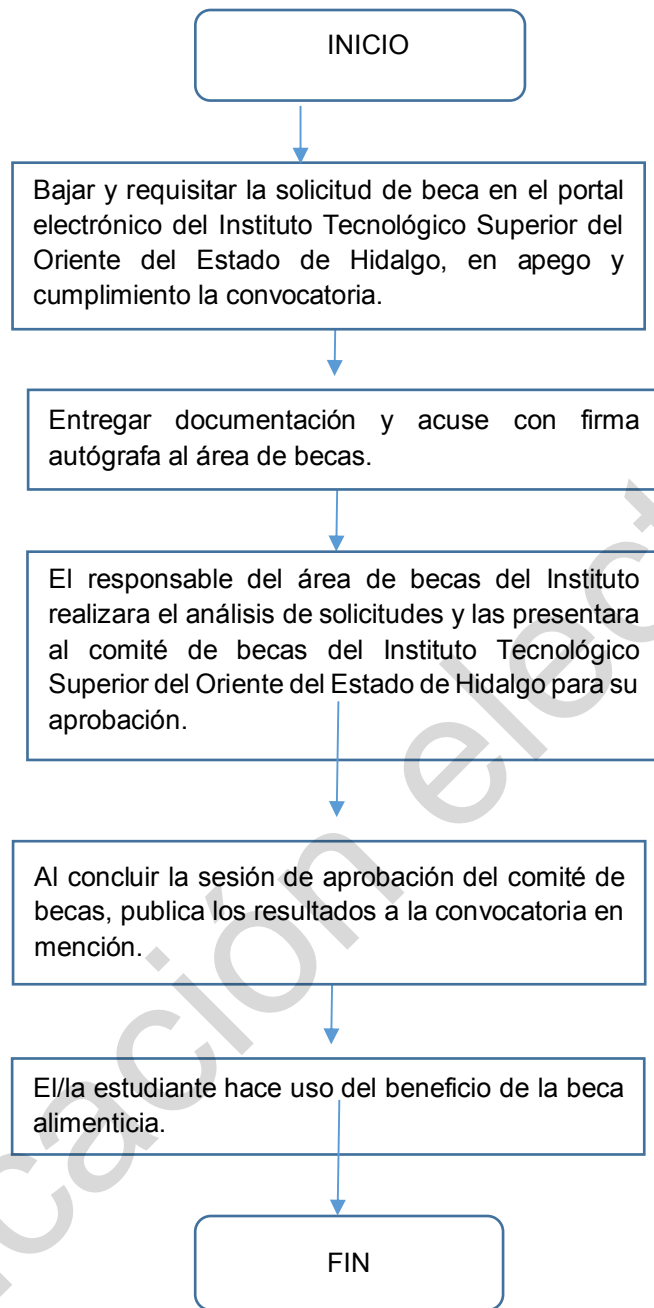 INICIO
Bajar y requisitar la solicitud de beca en el portal
electrónico del Instituto Tecnológico Superior del
Oriente del Estado de Hidalgo, en apego y
cumplimiento la convocatoria.
Entregar documentación y acuse con firma
autógrafa al área de becas.
El responsable del área de becas del Instituto
realizara el análisis de solicitudes y las presentara
al comité de becas del Instituto Tecnológico
Superior del Oriente del Estado de Hidalgo para su
aprobación.
Al concluir la sesión de aprobación del comité de
becas, publica los resultados a la convocatoria en
mención.
El/la estudiante hace uso del beneficio de la beca
alimenticia.
FIN
icación elect